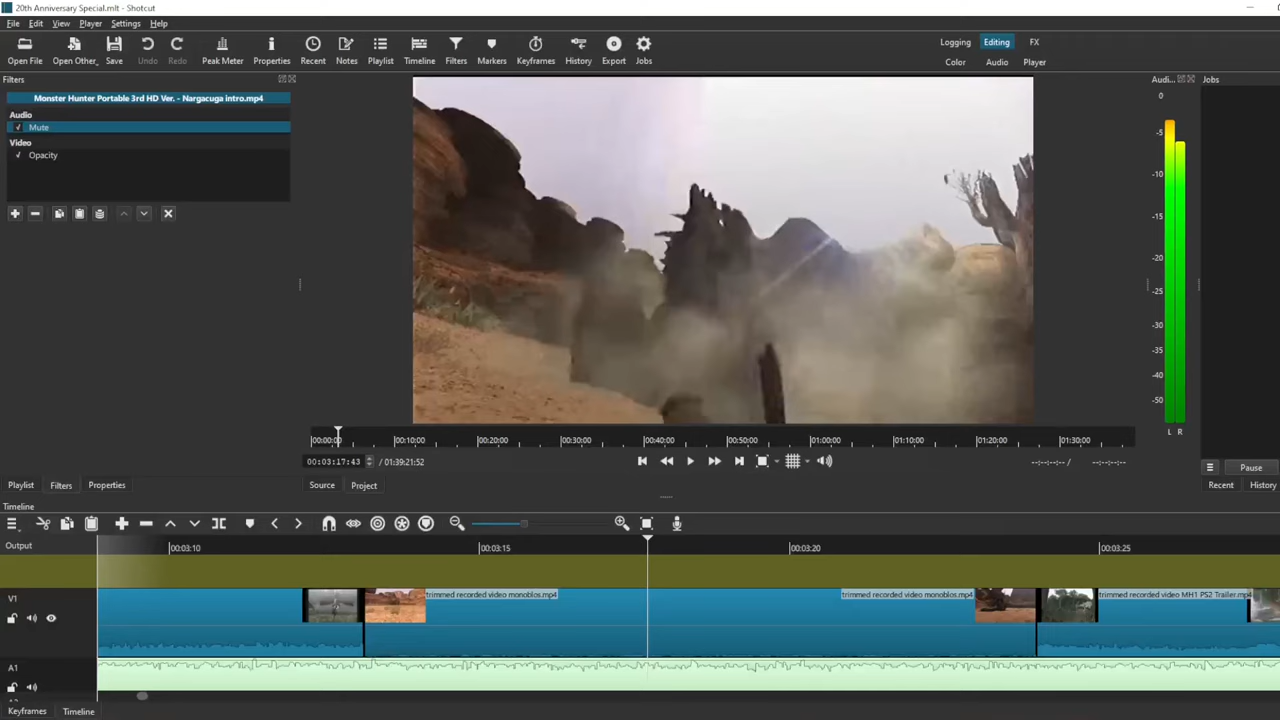 20th Anniversary Special.mlt - Shotcut
File Edit View Player Settings Help
Open File Open Other... Save Undo Redo Peak Meter Properties Recent Notes Playlist Timeline Filters Markers Keyframes History Export Jobs
Logging Editing FX
Color Audio Player
Filters
Monster Hunter Portable 3rd HD Ver. - Nargacuga intro.mp4
Audio
Mute
Video
Opacity
Audi...
0
-5
-10
-15
-20
-25
-30
-35
-40
-50
L R
Jobs
00:00:00 00:10:00 00:20:00 00:30:00 00:40:00 00:50:00 01:00:00 01:10:00 01:20:00 01:30:00
00:03:17:43 / 01:39:21:52
--:--:--:-- / --:--:--:--
Pause
Playlist Filters Properties
Source Project
Recent History
Timeline
Output
00:03:10 00:03:15 00:03:20 00:03:25
V1
trimmed recorded video monoblos.mp4
trimmed recorded video monoblos.mp4
trimmed recorded video MH1 PS2 Trailer.mp4
A1
Keyframes Timeline